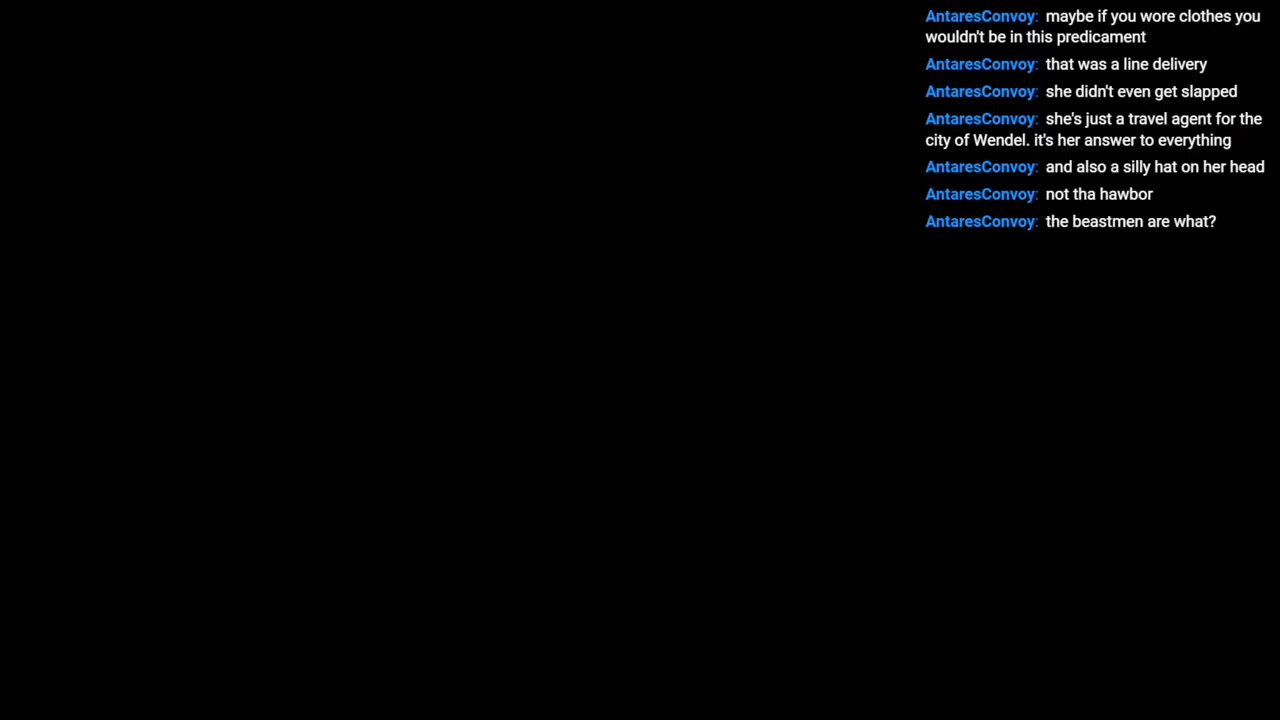 AntaresConvoy: maybe if you wore clothes you
wouldn't be in this predicament
AntaresConvoy: that was a line delivery
AntaresConvoy: she didn't even get slapped
AntaresConvoy: she's just a travel agent for the
city of Wendel. it's her answer to everything
AntaresConvoy: and also a silly hat on her head
AntaresConvoy: not tha hawbor
AntaresConvoy: the beastmen are what?